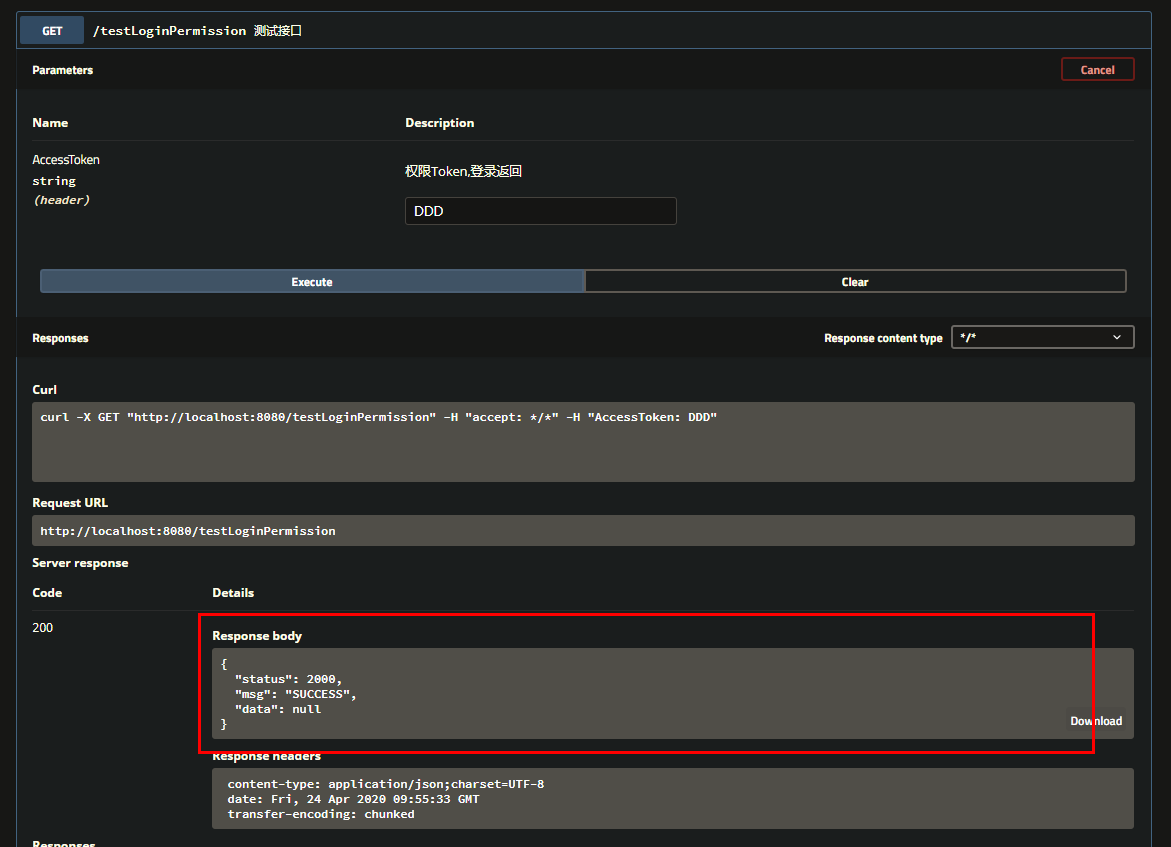 GET /testLoginPermission 测试接口
Parameters Cancel
Name Description
AccessToken
string
(header)
权限Token,登录返回
DDD
Execute Clear
Responses Response content type */*
Curl
curl -X GET "http://localhost:8080/testLoginPermission" -H "accept: */*" -H "AccessToken: DDD"
Request URL
http://localhost:8080/testLoginPermission
Server response
Code Details
200
Response body
{
"status": 2000,
"msg": "SUCCESS",
"data": null
}
Download
Response headers
content-type: application/json;charset=UTF-8
date: Fri, 24 Apr 2020 09:55:33 GMT
transfer-encoding: chunked
Responses